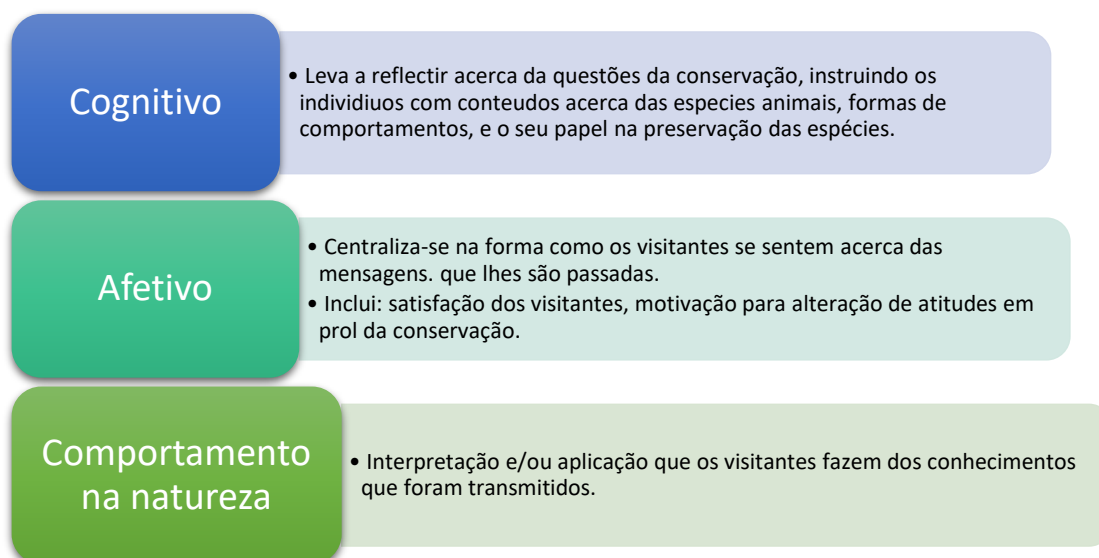 Cognitivo
• Leva a reflectir acerca da questões da conservação, instruindo os
individiuos com conteudos acerca das especies animais, formas de
comportamentos, e o seu papel na preservação das espécies.
Afetivo
• Centraliza-se na forma como os visitantes se sentem acerca das
mensagens. que lhes são passadas.
• Inclui: satisfação dos visitantes, motivação para alteração de atitudes em
prol da conservação.
Comportamento
na natureza
• Interpretação e/ou aplicação que os visitantes fazem dos conhecimentos
que foram transmitidos.